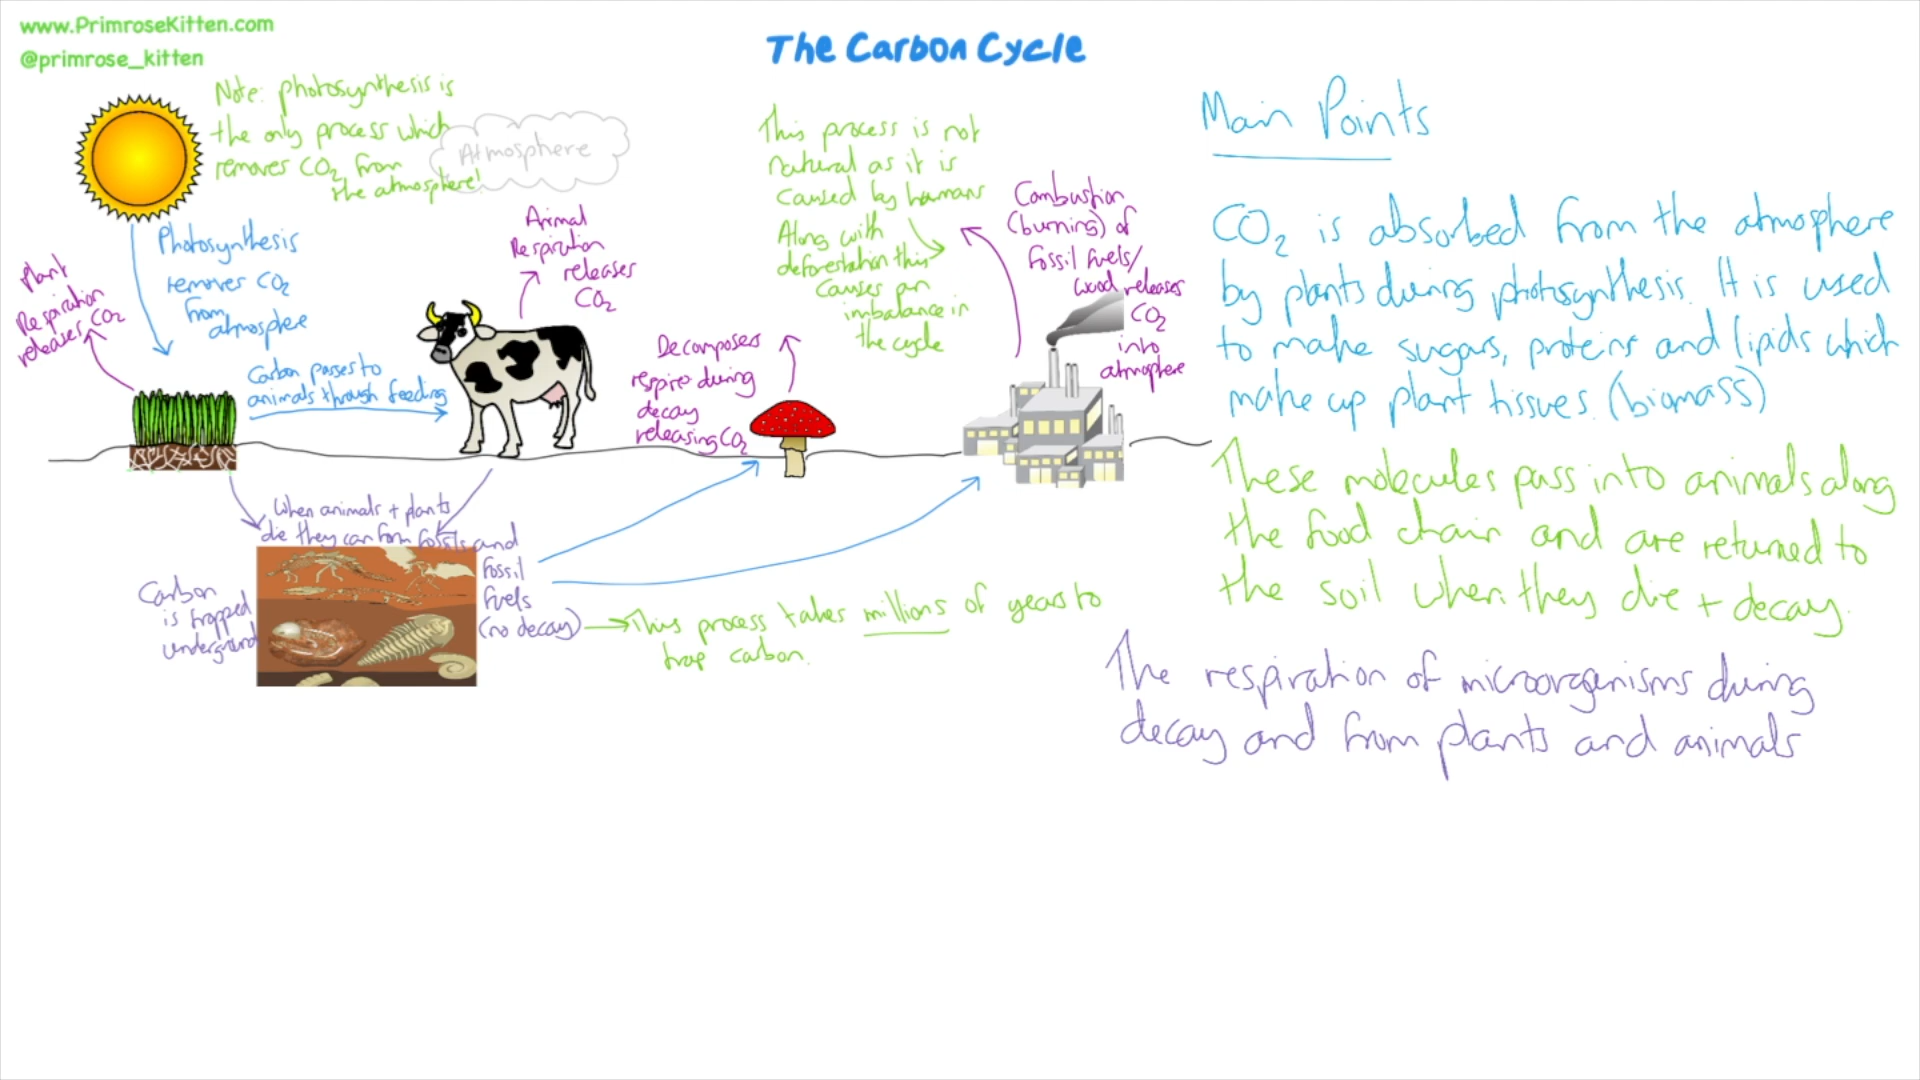 www.PrimroseKitten.com
@primrose_kitten
The Carbon Cycle
Note: photosynthesis is
the only process which
removes CO2 from
the atmosphere!
Atmosphere
Photosynthesis
removes CO2
from
atmosphere
Plant
Respiration
releases CO2
Carbon passes to
animals through feeding
Animal
Respiration
releases
CO2
Decomposers
respire during
decay
releasing CO2
This process is not
natural as it is
caused by humans
Along with
deforestation this
causes an
imbalance in
the cycle
Combustion
(burning) of
fossil fuels/
wood releases
CO2
into
atmosphere
When animals + plants
die they can form fossils and
fossil
fuels
(no decay)
Carbon
is trapped
underground
This process takes millions of years to
trap carbon.
Main Points
CO2 is absorbed from the atmosphere
by plants during photosynthesis. It is used
to make sugars, proteins and lipids which
make up plant tissues (biomass)
These molecules pass into animals along
the food chain and are returned to
the soil when they die + decay.
The respiration of microorganisms during
decay and from plants and animals